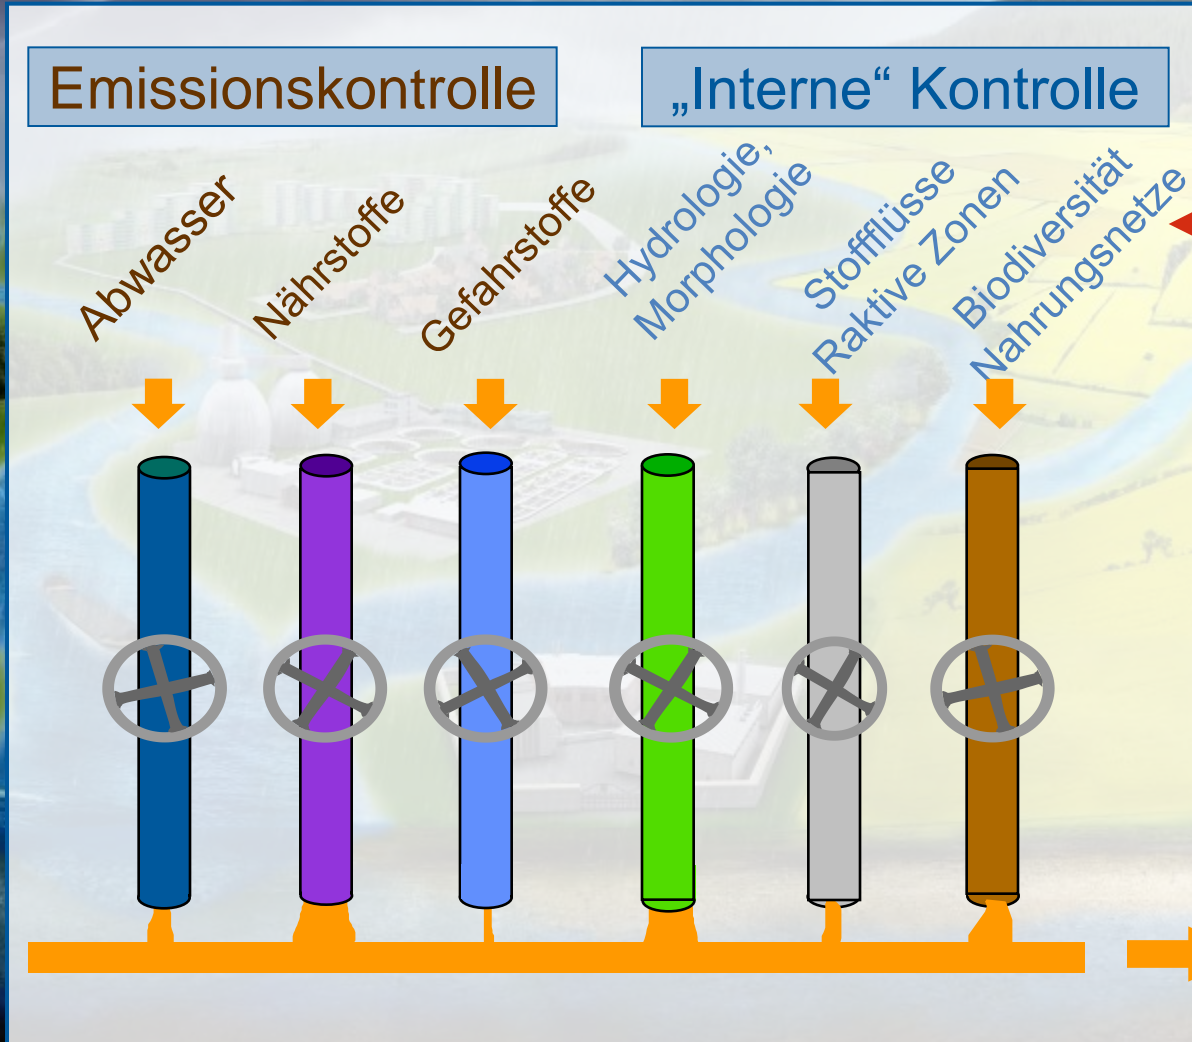 Emissionskontrolle
„Interne“ Kontrolle
Abwasser
Nährstoffe
Gefahrstoffe
Hydrologie,
Morphologie
Stoffflüsse
Raktive Zonen
Biodiversität
Nahrungsnetze